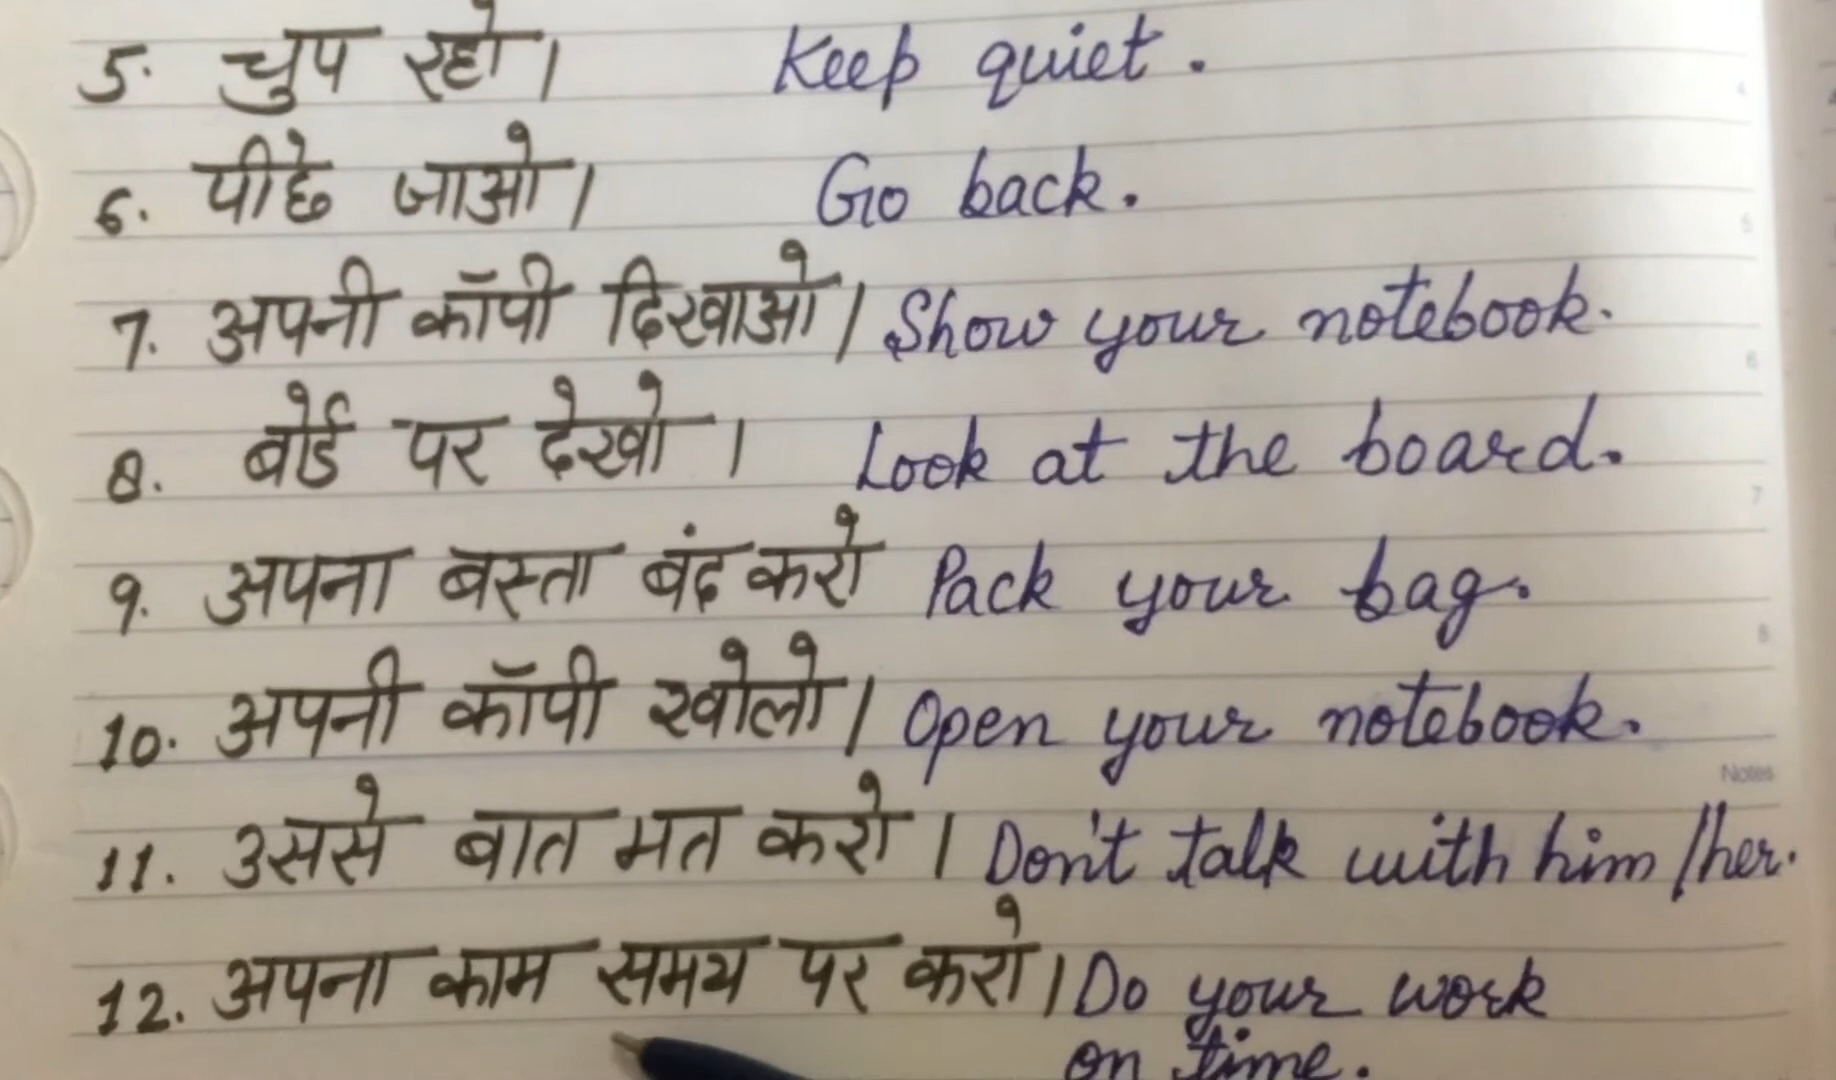 5. चुप रहो। Keep quiet.
6. पीछे जाओ। Go back.
7. अपनी कॉपी दिखाओ। Show your notebook.
8. बोर्ड पर देखो। Look at the board.
9. अपना बस्ता बंद करो Pack your bag.
10. अपनी कॉपी खोलो। Open your notebook.
Notes
11. उससे बात मत करो। Don't talk with him/her.
12. अपना काम समय पर करो। Do your work
on time.